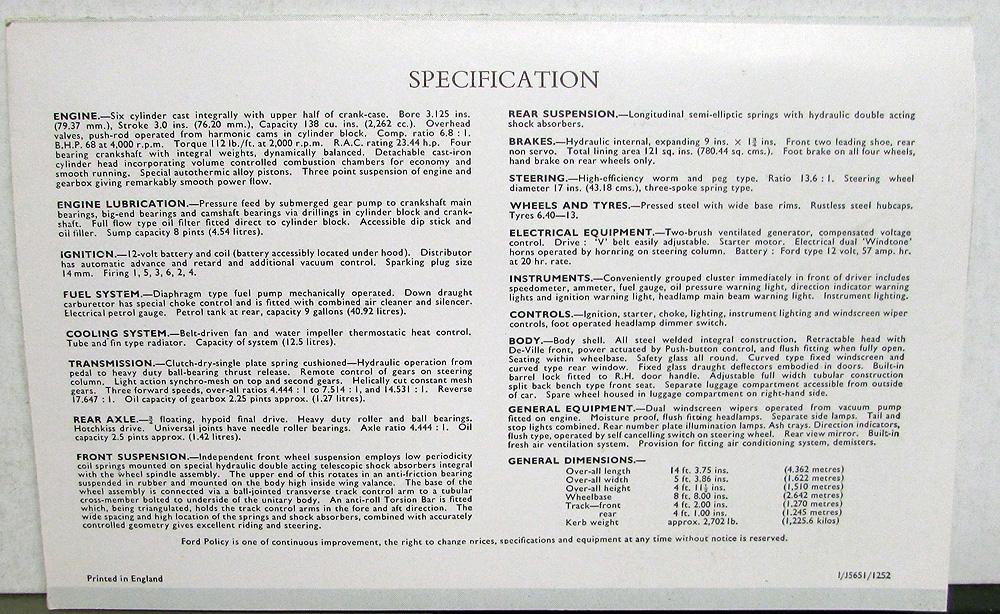 SPECIFICATION
ENGINE.—Six cylinder cast integrally with upper half of crank-case. Bore 3.125 ins.
(79.37 mm.), Stroke 3.0 ins. (76.20 mm.), Capacity 138 cu. ins. (2,262 cc.). Overhead
valves, push-rod operated from harmonic cams in cylinder block. Comp. ratio 6.8 : 1.
B.H.P. 68 at 4,000 r.p.m. Torque 112 lb./ft. at 2,000 r.p.m. R.A.C. rating 23.44 h.p. Four
bearing crankshaft with integral weights, dynamically balanced. Detachable cast-iron
cylinder head incorporating volume controlled combustion chambers for economy and
smooth running. Special autothermic alloy pistons. Three point suspension of engine and
gearbox giving remarkably smooth power flow.
ENGINE LUBRICATION.—Pressure feed by submerged gear pump to crankshaft main
bearings, big-end bearings and camshaft bearings via drillings in cylinder block and crank-
shaft. Full flow type oil filter fitted direct to cylinder block. Accessible dip stick and
oil filler. Sump capacity 8 pints (4.54 litres).
IGNITION.—12-volt battery and coil (battery accessibly located under hood). Distributor
has automatic advance and retard and additional vacuum control. Sparking plug size
14 mm. Firing 1, 5, 3, 6, 2, 4.
FUEL SYSTEM.—Diaphragm type fuel pump mechanically operated. Down draught
carburettor has special choke control and is fitted with combined air cleaner and silencer.
Electrical petrol gauge. Petrol tank at rear, capacity 9 gallons (40.92 litres).
COOLING SYSTEM.—Belt-driven fan and water impeller thermostatic heat control.
Tube and fin type radiator. Capacity of system (12.5 litres).
TRANSMISSION.—Clutch-dry-single plate spring cushioned—Hydraulic operation from
pedal to heavy duty ball-bearing thrust release. Remote control of gears on steering
column. Light action synchro-mesh on top and second gears. Helically cut constant mesh
gears. Three forward speeds, over-all ratios 4.444 : 1 to 7.514 : 1, and 14.531 : 1. Reverse
17.647 : 1. Oil capacity of gearbox 2.25 pints approx. (1.27 litres).
REAR AXLE.—¾ floating, hypoid final drive. Heavy duty roller and ball bearings.
Hotchkiss drive. Universal joints have needle roller bearings. Axle ratio 4.444 : 1. Oil
capacity 2.5 pints approx. (1.42 litres).
FRONT SUSPENSION.—Independent front wheel suspension employs low periodicity
coil springs mounted on special hydraulic double acting telescopic shock absorbers integral
with the wheel spindle assembly. The upper end of this rotates in an anti-friction bearing
suspended in rubber and mounted on the body high inside wing valance. The base of the
wheel assembly is connected via a ball-jointed transverse track control arm to a tubular
cross-member bolted to underside of the unitary body. An anti-roll Torsion Bar is fitted
which, being triangulated, holds the track control arms in the fore and aft direction. The
wide spacing and high location of the springs and shock absorbers, combined with accurately
controlled geometry gives excellent riding and steering.
REAR SUSPENSION.—Longitudinal semi-elliptic springs with hydraulic double acting
shock absorbers.
BRAKES.—Hydraulic internal, expanding 9 ins. × 1¾ ins. Front two leading shoe, rear
non servo. Total lining area 121 sq. ins. (780.44 sq. cms.). Foot brake on all four wheels,
hand brake on rear wheels only.
STEERING.—High-efficiency worm and peg type. Ratio 13.6 : 1. Steering wheel
diameter 17 ins. (43.18 cms.), three-spoke spring type.
WHEELS AND TYRES.—Pressed steel with wide base rims. Rustless steel hubcaps.
Tyres 6.40—13.
ELECTRICAL EQUIPMENT.—Two-brush ventilated generator, compensated voltage
control. Drive : 'V' belt easily adjustable. Starter motor. Electrical dual 'Windtone'
horns operated by hornring on steering column. Battery : Ford type 12 volt, 57 amp. hr.
at 20 hr. rate.
INSTRUMENTS.—Conveniently grouped cluster immediately in front of driver includes
speedometer, ammeter, fuel gauge, oil pressure warning light, direction indicator warning
lights and ignition warning light, headlamp main beam warning light. Instrument lighting.
CONTROLS.—Ignition, starter, choke, lighting, instrument lighting and windscreen wiper
controls, foot operated headlamp dimmer switch.
BODY.—Body shell. All steel welded integral construction. Retractable head with
De-Ville front, power actuated by Push-button control, and flush fitting when fully open.
Seating within wheelbase. Safety glass all round. Curved type fixed windscreen and
curved type rear window. Fixed glass draught deflectors embodied in doors. Built-in
barrel lock fitted to R.H. door handle. Adjustable full width tubular construction
split back bench type front seat. Separate luggage compartment accessible from outside
of car. Spare wheel housed in luggage compartment on right-hand side.
GENERAL EQUIPMENT.—Dual windscreen wipers operated from vacuum pump
fitted on engine. Moisture proof, flush fitting headlamps. Separate side lamps. Tail and
stop lights combined. Rear number plate illumination lamps. Ash trays. Direction indicators,
flush type, operated by self cancelling switch on steering wheel. Rear view mirror. Built-in
fresh air ventilation system. Provision for fitting air conditioning system, demisters.
GENERAL DIMENSIONS.—
Over-all length 14 ft. 3.75 ins. (4.362 metres)
Over-all width 5 ft. 3.86 ins. (1.622 metres)
Over-all height 4 ft. 11½ ins. (1.510 metres)
Wheelbase 8 ft. 8.00 ins. (2.642 metres)
Track—front 4 ft. 2.00 ins. (1.270 metres)
rear 4 ft. 1.00 ins. (1.245 metres)
Kerb weight approx. 2,702 lb. (1,225.6 kilos)
Ford Policy is one of continuous improvement, the right to change prices, specifications and equipment at any time without notice is reserved.
Printed in England
1/J5651/1252